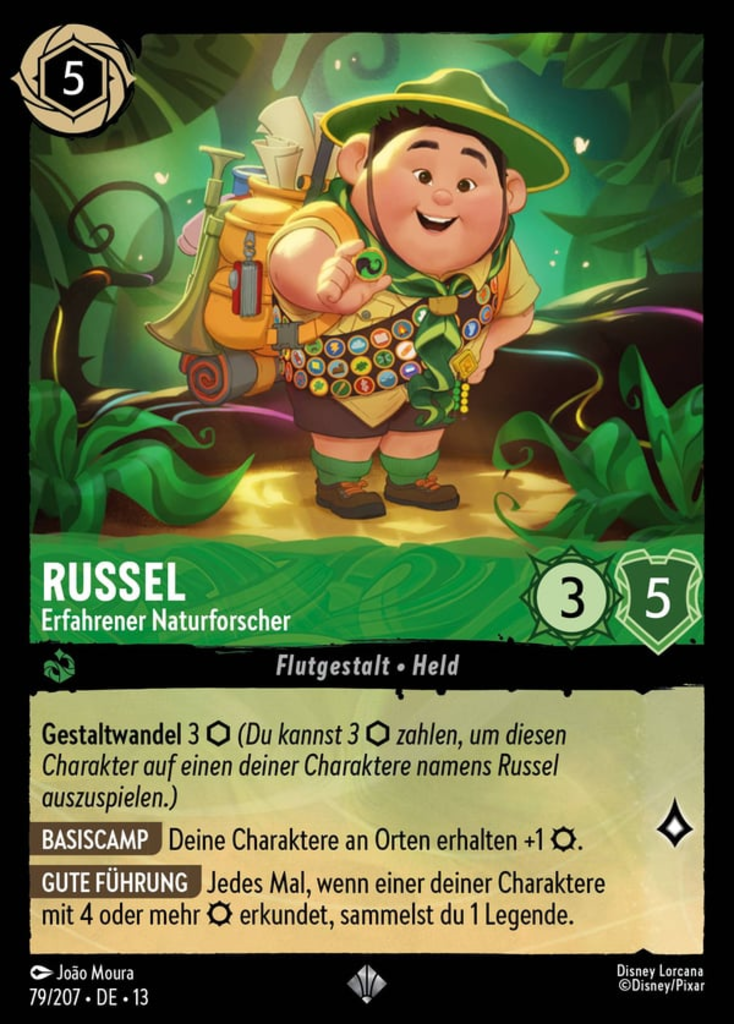 5
RUSSEL
Erfahrener Naturforscher
3
5
Flutgestalt • Held
Gestaltwandel 3 ⬡ (Du kannst 3 ⬡ zahlen, um diesen
Charakter auf einen deiner Charaktere namens Russel
auszuspielen.)
BASISCAMP Deine Charaktere an Orten erhalten +1 ¤.
GUTE FÜHRUNG Jedes Mal, wenn einer deiner Charaktere
mit 4 oder mehr ¤ erkundet, sammelst du 1 Legende.
João Moura
79/207 • DE • 13
Disney Lorcana
©Disney/Pixar